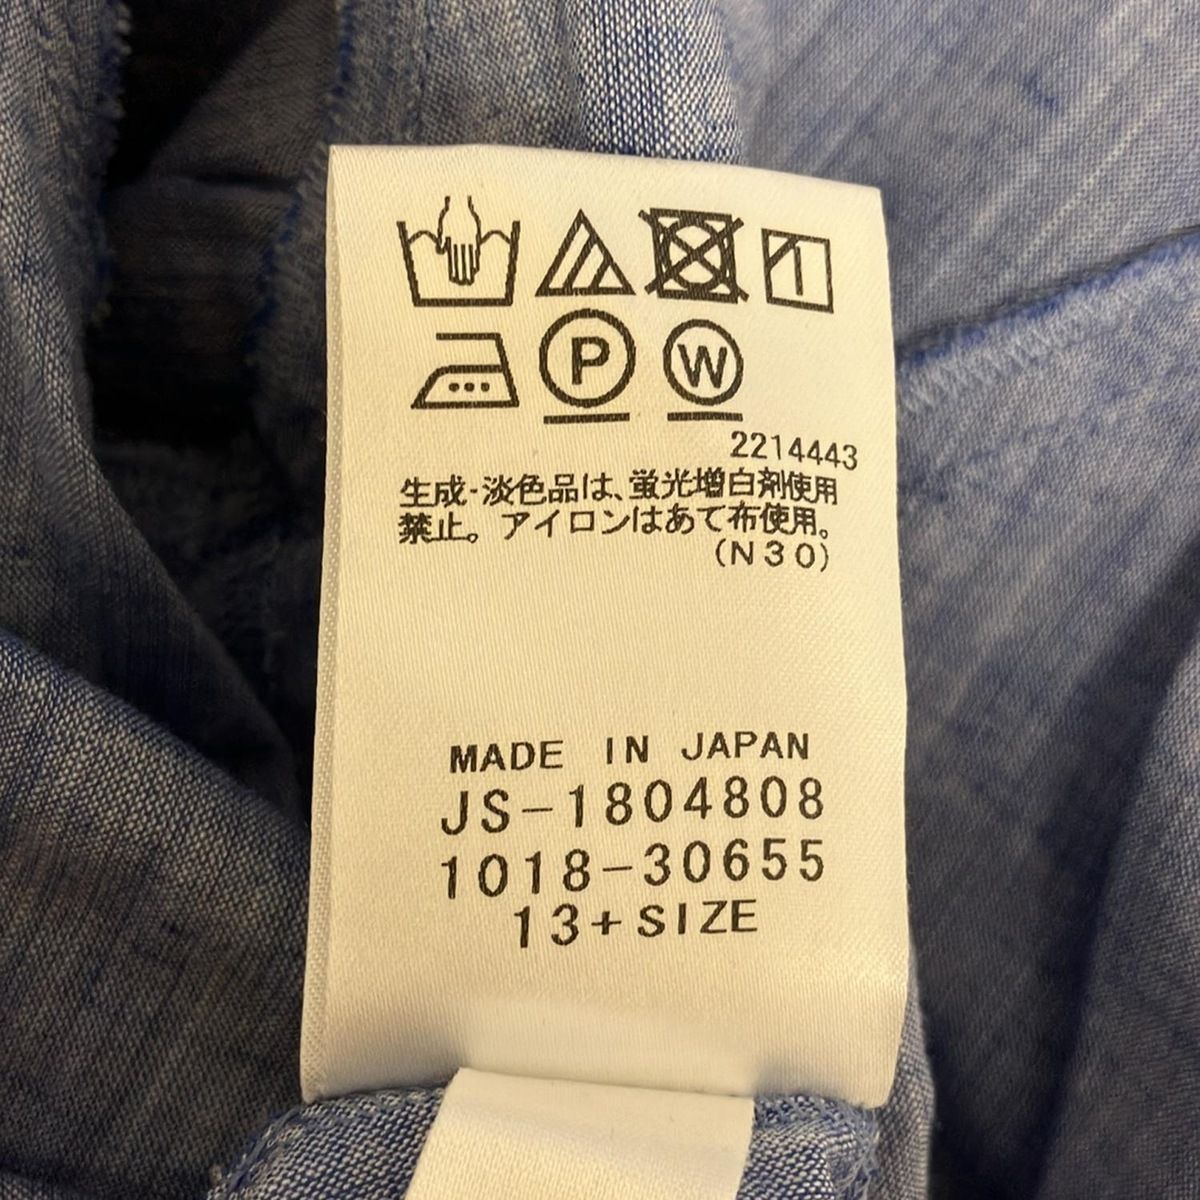 P W
2214443
生成・淡色品は、蛍光増白剤使用
禁止。アイロンはあて布使用。
(N30)
MADE IN JAPAN
JS-1804808
1018-30655
13+SIZE